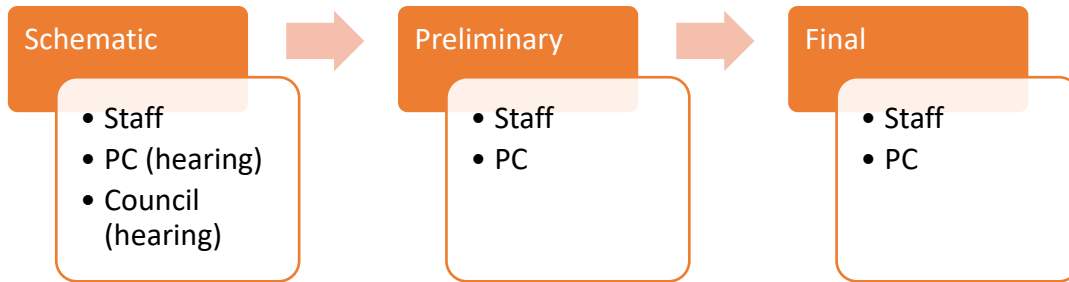 Schematic
• Staff
• PC (hearing)
• Council
(hearing)
Preliminary
• Staff
• PC
Final
• Staff
• PC